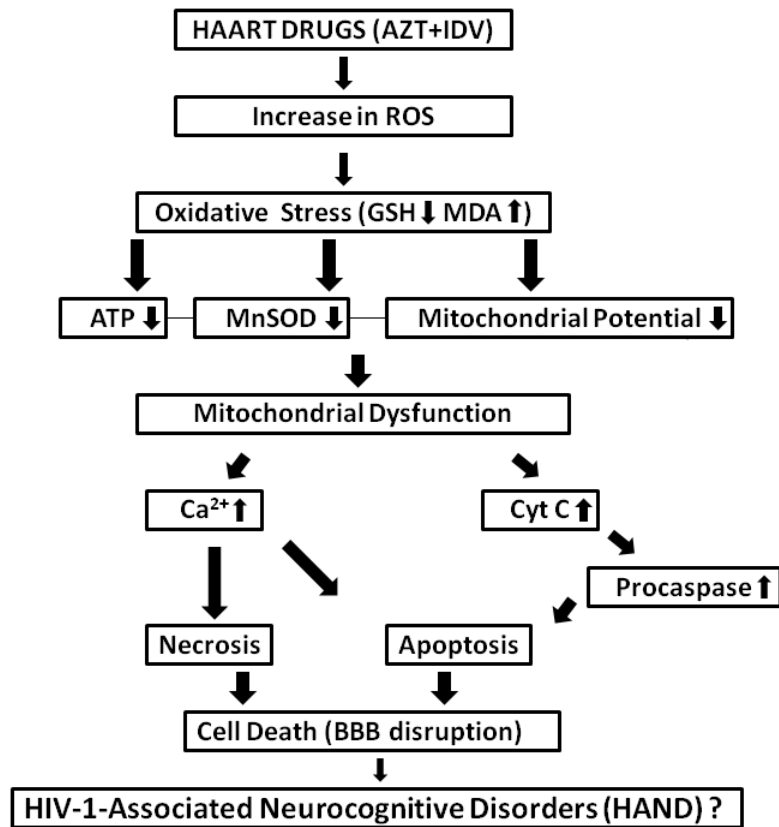 HAART DRUGS (AZT+IDV)
Increase in ROS
Oxidative Stress (GSH⬇MDA⬆)
ATP⬇
MnSOD⬇
Mitochondrial Potential⬇
Mitochondrial Dysfunction
Ca²⁺⬆
Cyt C⬆
Procaspase⬆
Necrosis
Apoptosis
Cell Death (BBB disruption)
HIV-1-Associated Neurocognitive Disorders (HAND) ?